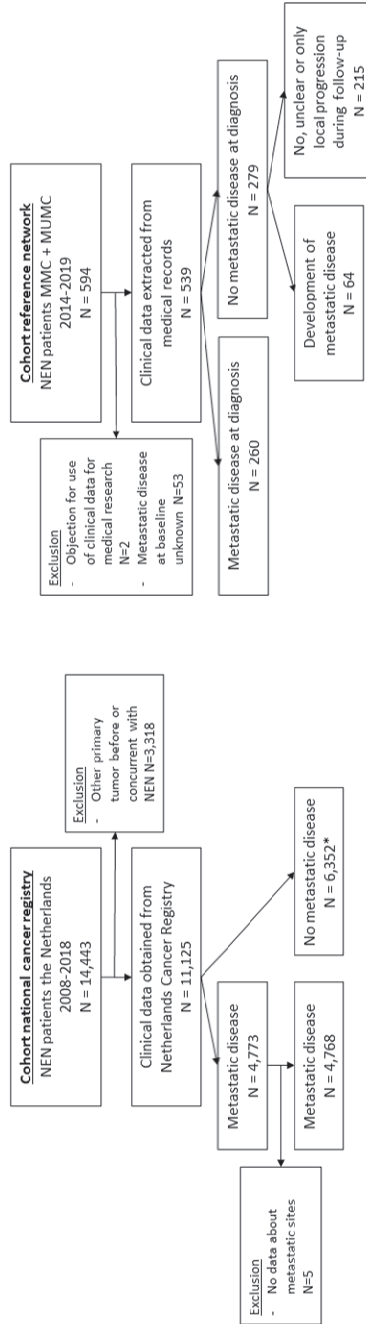 Cohort national cancer registry
NEN patients the Netherlands
2008-2018
N = 14,443
Exclusion
- Other primary
tumor before or
concurrent with
NEN N=3,318
Clinical data obtained from
Netherlands Cancer Registry
N = 11,125
Metastatic disease
N = 4,773
No metastatic disease
N = 6,352*
Exclusion
- No data about
metastatic sites
N=5
Metastatic disease
N = 4,768
Cohort reference network
NEN patients MMC + MUMC
2014-2019
N = 594
Exclusion
- Objection for use
of clinical data for
medical research
N=2
- Metastatic disease
at baseline
unknown N=53
Clinical data extracted from
medical records
N = 539
Metastatic disease at diagnosis
N = 260
No metastatic disease at diagnosis
N = 279
Development of
metastatic disease
N = 64
No, unclear or only
local progression
during follow-up
N = 215